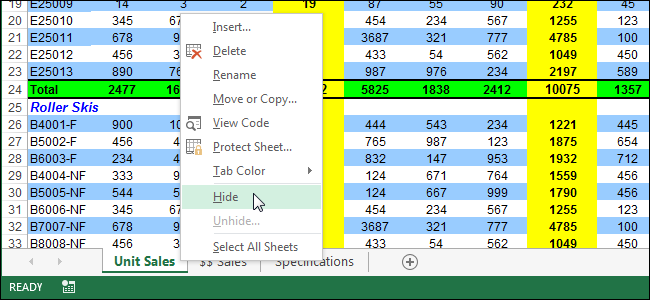 19 E25009 14 3 2 19 87 55 90 232 45
20 E25010 345 67 454 234 567 1255 123
21 E25011 678 9 3687 321 777 4785 100
22 E25012 456 3 433 54 562 1049 450
23 E25013 890 76 987 976 234 2197 589
24 Total 2477 16 2 5825 1838 2412 10075 1357
25 Roller Skis
26 B4001-F 900 10 444 543 234 1221 445
27 B5002-F 456 4 765 987 123 1875 654
28 B6003-F 234 4 832 147 953 1932 712
29 B4004-NF 333 9 124 671 764 1559 456
30 B5005-NF 544 5 124 667 999 1790 456
31 B6006-NF 345 67 454 234 567 1255 123
32 B7007-NF 678 9 3687 321 777 4785 100
33 B8008-NF 456 3 433 54 562 1049 450
Insert...
Delete
Rename
Move or Copy...
View Code
Protect Sheet...
Tab Color
Hide
Unhide...
Select All Sheets
Unit Sales $$ Sales Specifications
READY